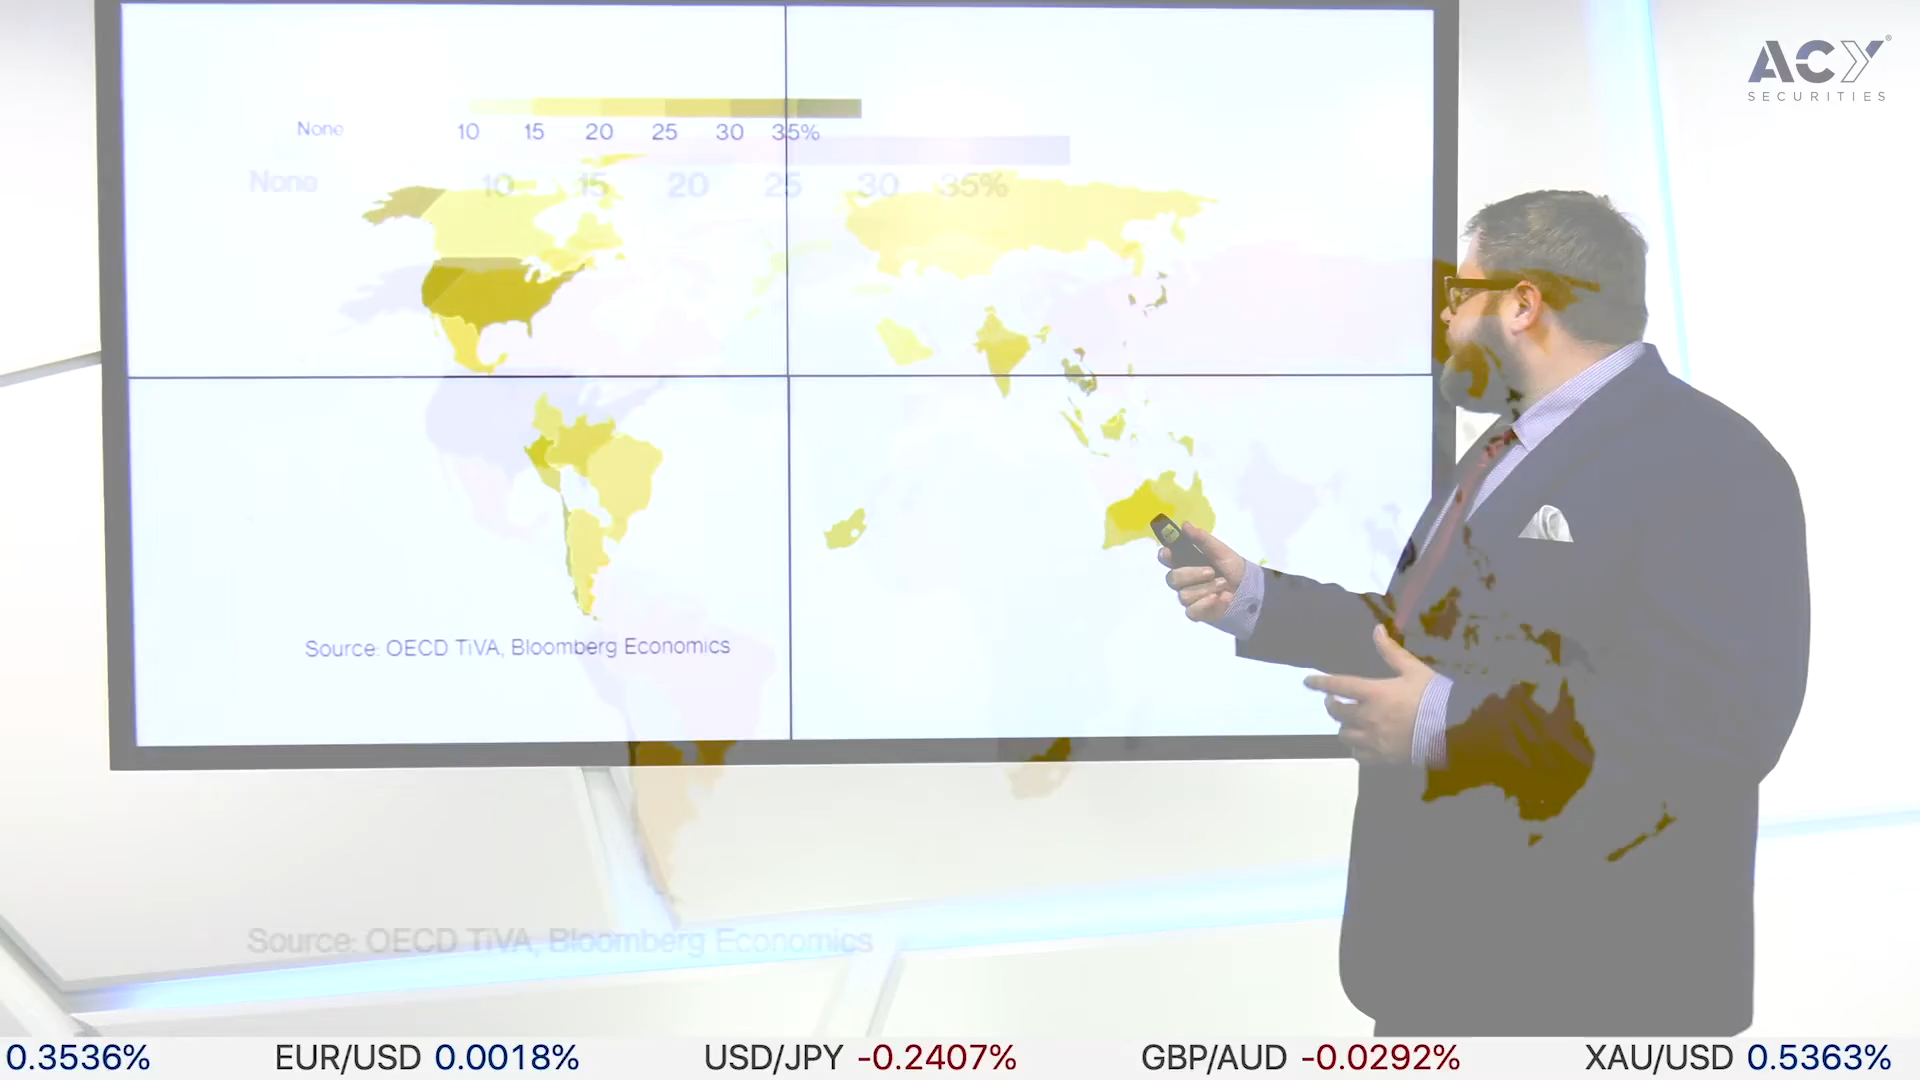 ACY
SECURITIES
None 10 15 20 25 30 35%
None 10 15 20 25 30 35%
Source: OECD TiVA, Bloomberg Economics
Source: OECD TiVA, Bloomberg Economics
0.3536% EUR/USD 0.0018% USD/JPY -0.2407% GBP/AUD -0.0292% XAU/USD 0.5363%